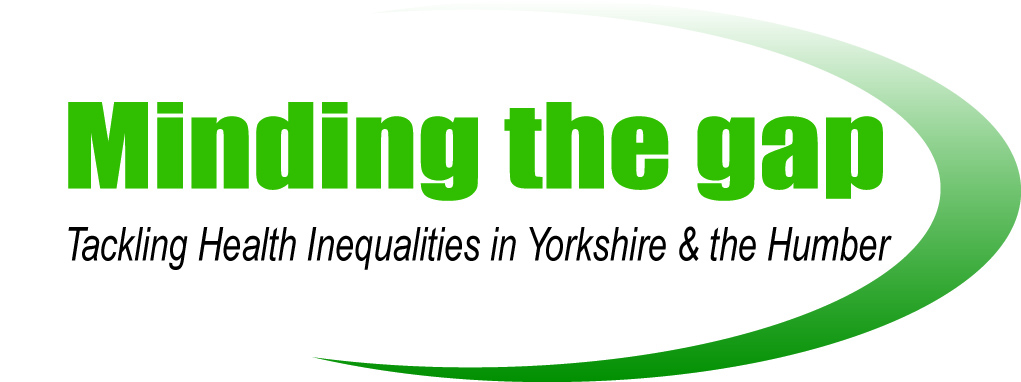 Minding the gap
Tackling Health Inequalities in Yorkshire & the Humber